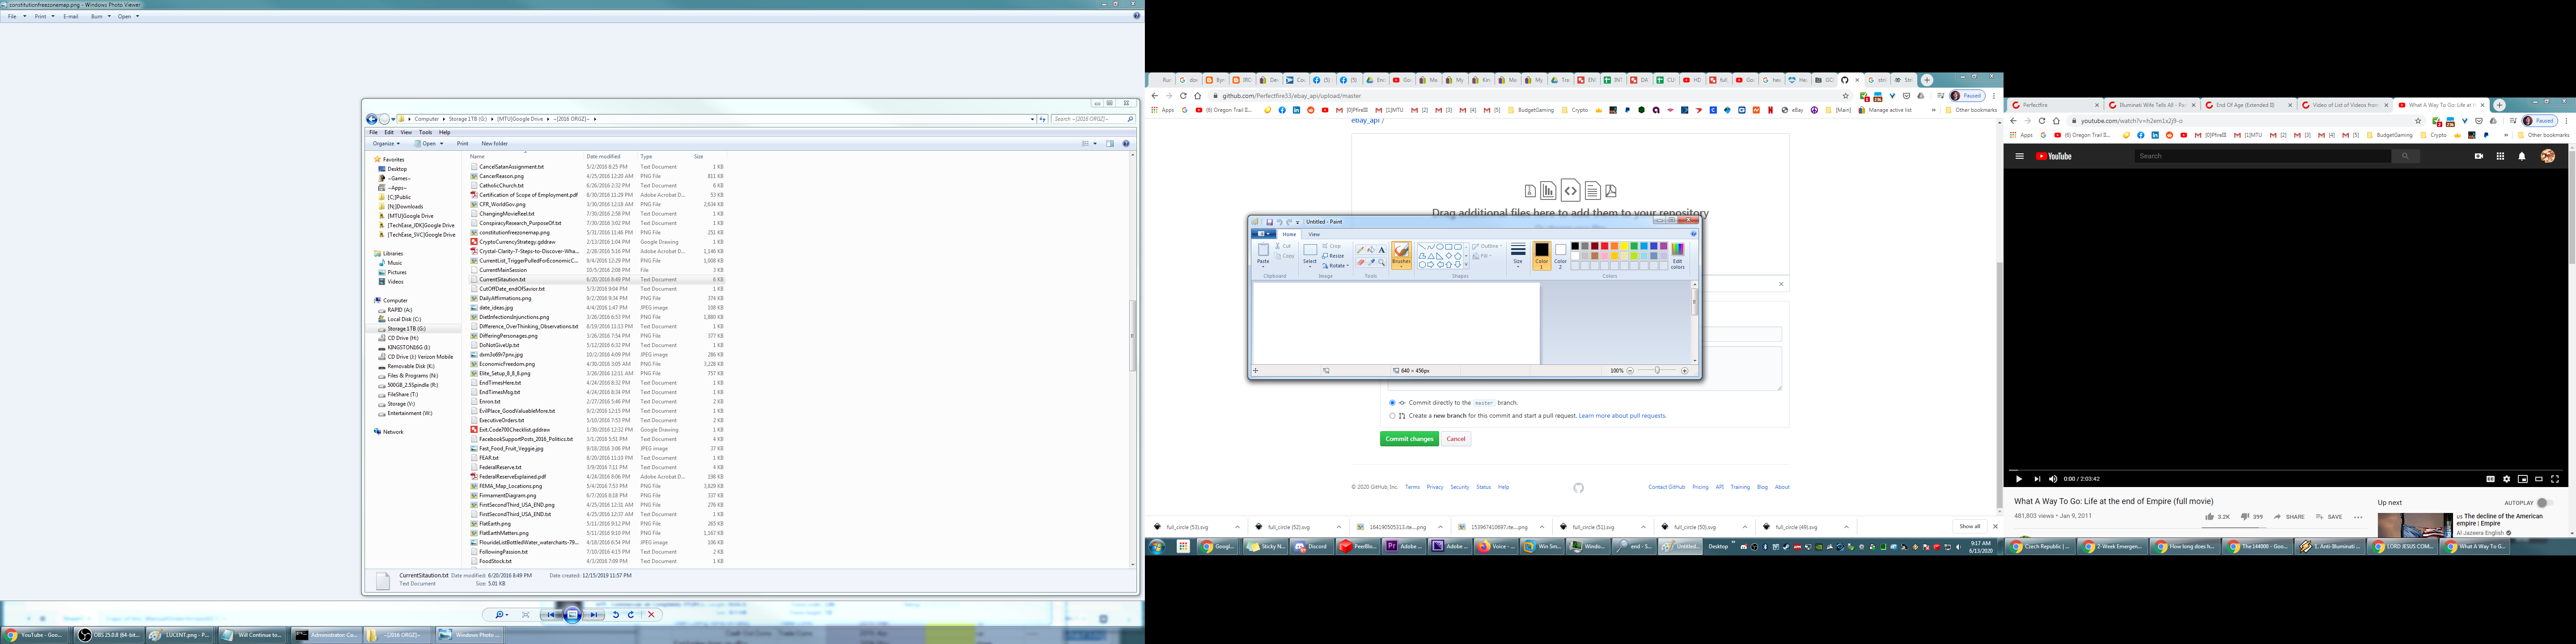 constitutionfreezonemap.png - Windows Photo Viewer
File Print E-mail Burn Open
Computer Storage 1TB (G:) [MTU]Google Drive ~[2016 ORGZ]~
Search ~[2016 ORGZ]~
File Edit View Tools Help
Organize Open Print New folder
Name Date modified Type Size
Favorites
Desktop
~Games~
~Apps~
[C:]Public
[N:]Downloads
[MTU]Google Drive
[TechEase_JDK]Google Drive
[TechEase_SVC]Google Drive
Libraries
Music
Pictures
Videos
Computer
RAPID (A:)
Local Disk (C:)
Storage 1TB (G:)
CD Drive (H:)
KINGSTON16G (I:)
CD Drive (J:) Verizon Mobile
Removable Disk (K:)
Files & Programs (N:)
500GB_2.5Spindle (R:)
FileShare (T:)
Storage (V:)
Entertainment (W:)
Network
CancelSatanAssignment.txt 5/2/2016 8:25 PM Text Document 1 KB
CancerReason.png 4/25/2016 12:20 AM PNG File 811 KB
CatholicChurch.txt 6/26/2016 2:32 PM Text Document 6 KB
Certification of Scope of Employment.pdf 8/30/2016 11:29 PM Adobe Acrobat D... 53 KB
CFR_WorldGov.png 3/30/2016 12:18 AM PNG File 2,634 KB
ChangingMovieReel.txt 7/30/2016 2:58 PM Text Document 1 KB
ConspiracyResearch_PurposeOf.txt 7/30/2016 3:02 PM Text Document 1 KB
constitutionfreezonemap.png 5/31/2016 11:46 PM PNG File 251 KB
CryptoCurrencyStrategy.gddraw 2/13/2016 1:04 PM Google Drawing 1 KB
Crystal-Clarity-7-Steps-to-Discover-Wha... 2/28/2016 5:16 PM Adobe Acrobat D... 1,146 KB
CurrentList_TriggerPulledForEconomicC... 9/4/2016 12:29 PM PNG File 1,008 KB
CurrentMainSession 10/5/2016 2:08 PM File 3 KB
CurrentSitaution.txt 6/20/2016 8:49 PM Text Document 6 KB
CutOffDate_endOfSavior.txt 5/3/2016 9:04 PM Text Document 1 KB
DailyAffirmations.png 9/2/2016 9:34 PM PNG File 374 KB
date_ideas.jpg 4/4/2016 1:47 PM JPEG image 108 KB
DietInfectionsInjunctions.png 3/26/2016 6:53 PM PNG File 1,880 KB
Difference_OverThinking_Observations.txt 8/19/2016 11:13 PM Text Document 1 KB
DifferingPersonages.png 3/26/2016 7:54 PM PNG File 377 KB
DoNotGiveUp.txt 5/12/2016 6:32 PM Text Document 1 KB
dxm3o69r7pnx.jpg 10/2/2016 4:09 PM JPEG image 286 KB
EconomicFreedom.png 4/30/2016 3:05 AM PNG File 1,228 KB
Elite_Setup_8_8_8.png 3/26/2016 12:11 AM PNG File 757 KB
EndTimesHere.txt 4/24/2016 8:32 PM Text Document 1 KB
EndTimesMsg.txt 4/24/2016 8:34 PM Text Document 1 KB
Enron.txt 2/27/2016 5:46 PM Text Document 2 KB
EvilPlace_GoodValuableMore.txt 9/2/2016 12:15 PM Text Document 1 KB
ExecutiveOrders.txt 5/10/2016 7:53 PM Text Document 2 KB
Exit.Code700Checklist.gddraw 1/30/2016 12:32 PM Google Drawing 1 KB
FacebookSupportPosts_2016_Politics.txt 3/1/2016 5:51 PM Text Document 4 KB
Fast_Food_Fruit_Veggie.jpg 9/18/2016 3:06 PM JPEG image 37 KB
FEAR.txt 8/20/2016 11:10 PM Text Document 1 KB
FederalReserve.txt 3/9/2016 7:11 PM Text Document 4 KB
FederalReserveExplained.pdf 4/24/2016 8:06 PM Adobe Acrobat D... 198 KB
FEMA_Map_Locations.png 5/4/2016 7:53 PM PNG File 3,829 KB
FirmamentDiagram.png 6/7/2016 8:18 PM PNG File 337 KB
FirstSecondThird_USA_END.png 4/25/2016 12:31 AM PNG File 276 KB
FirstSecondThird_USA_END.txt 4/25/2016 12:37 AM Text Document 1 KB
FlatEarth.png 5/11/2016 9:12 PM PNG File 265 KB
FlatEarthMatters.png 5/11/2016 9:10 PM PNG File 1,167 KB
FlourideListBottledWater_watercharts-79... 4/18/2016 6:54 PM JPEG image 106 KB
FollowingPassion.txt 7/10/2016 4:15 PM Text Document 2 KB
FoodStock.txt 4/3/2016 7:09 PM Text Document 1 KB
CurrentSitaution.txt Date modified: 6/20/2016 8:49 PM Date created: 12/15/2019 11:57 PM
Text Document Size: 5.01 KB
YouTube - Goo... OBS 25.0.8 (64-bit... LUCENT.png - P... Will Continue to... Administrator: Co... ~[2016 ORGZ]~ Windows Photo ...
github.com/Perfectfire33/ebay_api/upload/master
Paused
Apps (6) Oregon Trail II... [0]Pfire [1]MTU [2] [3] [4] [5] BudgetGaming Crypto eBay [Main] Manage active list Other bookmarks
ebay_api /
Drag additional files here to add them to your repository
Untitled - Paint
Home View
Paste Cut Copy
Select Crop Resize Rotate
Brushes
Outline Fill
Size Color 1 Color 2 Edit colors
Clipboard Image Tools Shapes Colors
640 × 456px 100%
Commit directly to the master branch.
Create a new branch for this commit and start a pull request. Learn more about pull requests.
Commit changes Cancel
© 2020 GitHub, Inc. Terms Privacy Security Status Help
Contact GitHub Pricing API Training Blog About
full_circle (53).svg full_circle (52).svg 164190505313.ite....png 153967410697.ite....png full_circle (51).svg full_circle (50).svg full_circle (49).svg Show all
Googl... Sticky N... Discord PeerBlo... Adobe ... Adobe ... Voice - ... Win Sm... Windo... end - S... Untitled... Desktop
9:17 AM
6/13/2020
Perfectfire Illuminati Wife Tells All - Par End Of Age (Extended II) Video of List of Videos from What A Way To Go: Life at
youtube.com/watch?v=h2em1x2j9-o
Paused
Apps (6) Oregon Trail II... [0]Pfire [1]MTU [2] [3] [4] [5] BudgetGaming Crypto Other bookmarks
YouTube
Search
0:00 / 2:03:42
What A Way To Go: Life at the end of Empire (full movie)
481,803 views • Jan 9, 2011
3.2K 399 SHARE SAVE
Up next AUTOPLAY
The decline of the American empire | Empire
Al Jazeera English
Czech Republic |... 2-Week Emergen... How long does h... The 144000 - Goo... 1. Anti-Illuminati ... LORD JESUS COM... What A Way To G...